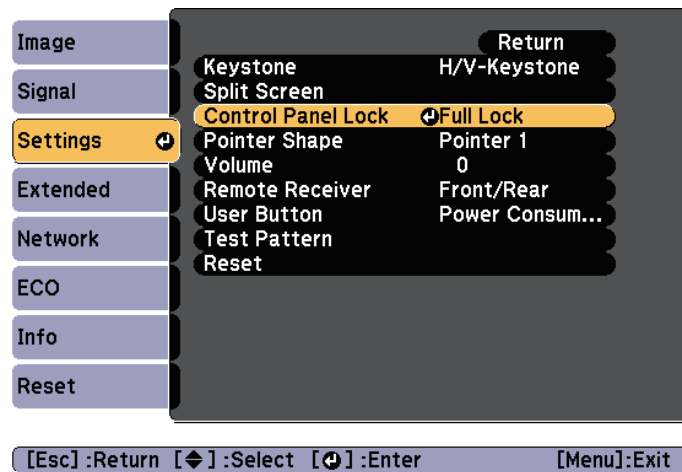 Image
Signal
Settings
Extended
Network
ECO
Info
Reset
Return
Keystone H/V-Keystone
Split Screen
Control Panel Lock Full Lock
Pointer Shape Pointer 1
Volume 0
Remote Receiver Front/Rear
User Button Power Consum...
Test Pattern
Reset
[Esc] :Return [◆] :Select [⏎] :Enter [Menu]:Exit